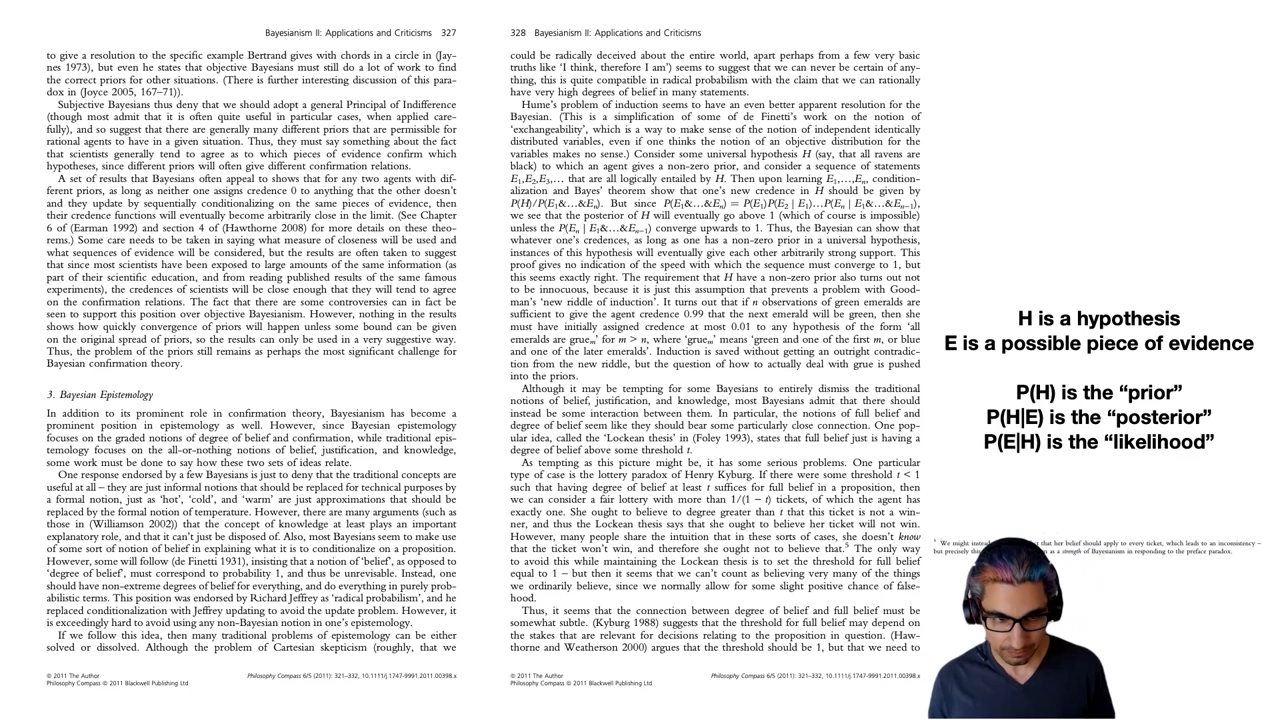 Bayesianism II: Applications and Criticisms 327
to give a resolution to the specific example Bertrand gives with chords in a circle in (Jay-
nes 1973), but even he states that objective Bayesians must still do a lot of work to find
the correct priors for other situations. (There is further interesting discussion of this para-
dox in (Joyce 2005, 167–71)).
Subjective Bayesians thus deny that we should adopt a general Principal of Indifference
(though most admit that it is often quite useful in particular cases, when applied care-
fully), and so suggest that there are generally many different priors that are permissible for
rational agents to have in a given situation. Thus, they must say something about the fact
that scientists generally tend to agree as to which pieces of evidence confirm which
hypotheses, since different priors will often give different confirmation relations.
A set of results that Bayesians often appeal to shows that for any two agents with dif-
ferent priors, as long as neither one assigns credence 0 to anything that the other doesn't
and they update by sequentially conditionalizing on the same pieces of evidence, then
their credence functions will eventually become arbitrarily close in the limit. (See Chapter
6 of (Earman 1992) and section 4 of (Hawthorne 2008) for more details on these theo-
rems.) Some care needs to be taken in saying what measure of closeness will be used and
what sequences of evidence will be considered, but the results are often taken to suggest
that since most scientists have been exposed to large amounts of the same information (as
part of their scientific education, and from reading published results of the same famous
experiments), the credences of scientists will be close enough that they will tend to agree
on the confirmation relations. The fact that there are some controversies can in fact be
seen to support this position over objective Bayesianism. However, nothing in the results
shows how quickly convergence of priors will happen unless some bound can be given
on the original spread of priors, so the results can only be used in a very suggestive way.
Thus, the problem of the priors still remains as perhaps the most significant challenge for
Bayesian confirmation theory.
3. Bayesian Epistemology
In addition to its prominent role in confirmation theory, Bayesianism has become a
prominent position in epistemology as well. However, since Bayesian epistemology
focuses on the graded notions of degree of belief and confirmation, while traditional epis-
temology focuses on the all-or-nothing notions of belief, justification, and knowledge,
some work must be done to say how these two sets of ideas relate.
One response endorsed by a few Bayesians is just to deny that the traditional concepts are
useful at all – they are just informal notions that should be replaced for technical purposes by
a formal notion, just as 'hot', 'cold', and 'warm' are just approximations that should be
replaced by the formal notion of temperature. However, there are many arguments (such as
those in (Williamson 2002)) that the concept of knowledge at least plays an important
explanatory role, and that it can't just be disposed of. Also, most Bayesians seem to make use
of some sort of notion of belief in explaining what it is to conditionalize on a proposition.
However, some will follow (de Finetti 1931), insisting that a notion of 'belief', as opposed to
'degree of belief', must correspond to probability 1, and thus be unrevisable. Instead, one
should have non-extreme degrees of belief for everything, and do everything in purely prob-
abilistic terms. This position was endorsed by Richard Jeffrey as 'radical probabilism', and he
replaced conditionalization with Jeffrey updating to avoid the update problem. However, it
is exceedingly hard to avoid using any non-Bayesian notion in one's epistemology.
If we follow this idea, then many traditional problems of epistemology can be either
solved or dissolved. Although the problem of Cartesian skepticism (roughly, that we
© 2011 The Author Philosophy Compass 6/5 (2011): 321–332, 10.1111/j.1747-9991.2011.00398.x
Philosophy Compass © 2011 Blackwell Publishing Ltd
328 Bayesianism II: Applications and Criticisms
could be radically deceived about the entire world, apart perhaps from a few very basic
truths like 'I think, therefore I am') seems to suggest that we can never be certain of any-
thing, this is quite compatible in radical probabilism with the claim that we can rationally
have very high degrees of belief in many statements.
Hume's problem of induction seems to have an even better apparent resolution for the
Bayesian. (This is a simplification of some of de Finetti's work on the notion of
'exchangeability', which is a way to make sense of the notion of independent identically
distributed variables, even if one thinks the notion of an objective distribution for the
variables makes no sense.) Consider some universal hypothesis H (say, that all ravens are
black) to which an agent gives a non-zero prior, and consider a sequence of statements
E1,E2,E3,… that are all logically entailed by H. Then upon learning E1,…,En, condition-
alization and Bayes' theorem show that one's new credence in H should be given by
P(H)/P(E1&…&En). But since P(E1&…&En) = P(E1)P(E2 | E1)…P(En | E1&…&En−1),
we see that the posterior of H will eventually go above 1 (which of course is impossible)
unless the P(En | E1&…&En−1) converge upwards to 1. Thus, the Bayesian can show that
whatever one's credences, as long as one has a non-zero prior in a universal hypothesis,
instances of this hypothesis will eventually give each other arbitrarily strong support. This
proof gives no indication of the speed with which the sequence must converge to 1, but
this seems exactly right. The requirement that H have a non-zero prior also turns out not
to be innocuous, because it is just this assumption that prevents a problem with Good-
man's 'new riddle of induction'. It turns out that if n observations of green emeralds are
sufficient to give the agent credence 0.99 that the next emerald will be green, then she
must have initially assigned credence at most 0.01 to any hypothesis of the form 'all
emeralds are gruem' for m > n, where 'gruem' means 'green and one of the first m, or blue
and one of the later emeralds'. Induction is saved without getting an outright contradic-
tion from the new riddle, but the question of how to actually deal with grue is pushed
into the priors.
Although it may be tempting for some Bayesians to entirely dismiss the traditional
notions of belief, justification, and knowledge, most Bayesians admit that there should
instead be some interaction between them. In particular, the notions of full belief and
degree of belief seem like they should bear some particularly close connection. One pop-
ular idea, called the 'Lockean thesis' in (Foley 1993), states that full belief just is having a
degree of belief above some threshold t.
As tempting as this picture might be, it has some serious problems. One particular
type of case is the lottery paradox of Henry Kyburg. If there were some threshold t < 1
such that having degree of belief at least t suffices for full belief in a proposition, then
we can consider a fair lottery with more than 1/(1 − t) tickets, of which the agent has
exactly one. She ought to believe to degree greater than t that this ticket is not a win-
ner, and thus the Lockean thesis says that she ought to believe her ticket will not win.
However, many people share the intuition that in these sorts of cases, she doesn't know
that the ticket won't win, and therefore she ought not to believe that.5 The only way
to avoid this while maintaining the Lockean thesis is to set the threshold for full belief
equal to 1 – but then it seems that we can't count as believing very many of the things
we ordinarily believe, since we normally allow for some slight positive chance of false-
hood.
Thus, it seems that the connection between degree of belief and full belief must be
somewhat subtle. (Kyburg 1988) suggests that the threshold for full belief may depend on
the stakes that are relevant for decisions relating to the proposition in question. (Haw-
thorne and Weatherson 2000) argues that the threshold should be 1, but that we need to
© 2011 The Author Philosophy Compass 6/5 (2011): 321–332, 10.1111/j.1747-9991.2011.00398.x
Philosophy Compass © 2011 Blackwell Publishing Ltd
H is a hypothesis
E is a possible piece of evidence
P(H) is the “prior”
P(H|E) is the “posterior”
P(E|H) is the “likelihood”
We might instead that her belief should apply to every ticket, which leads to an inconsistency –
but precisely this as a strength of Bayesianism in responding to the preface paradox.